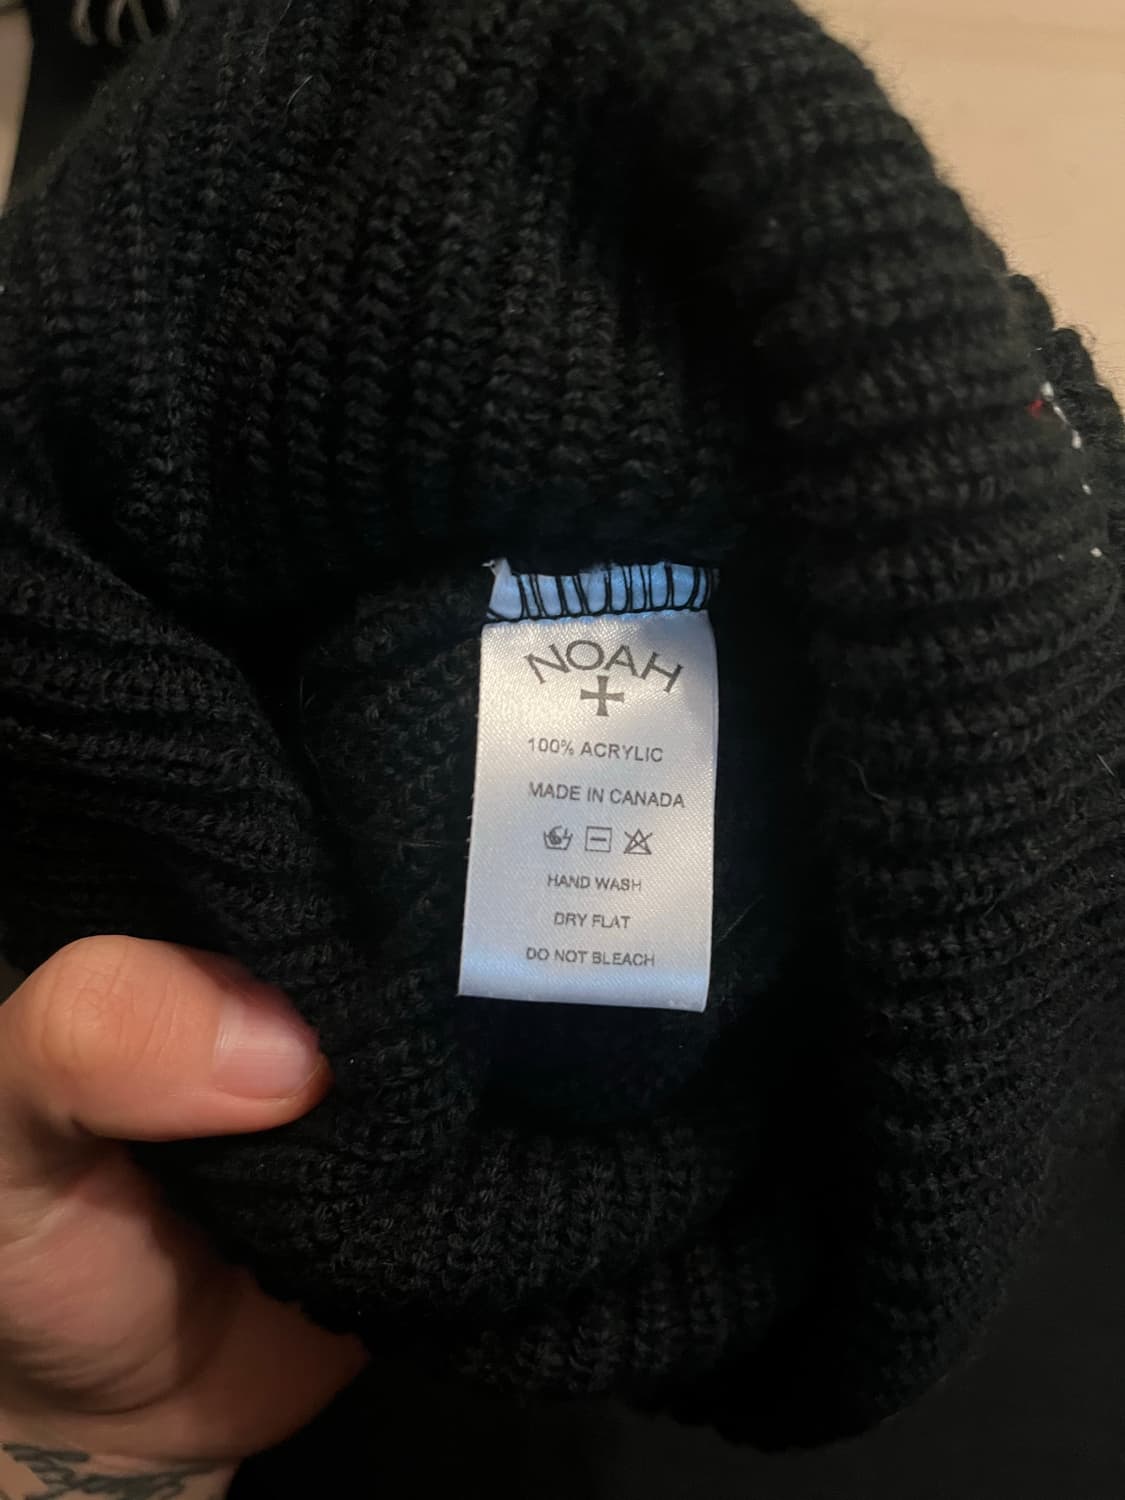 NOAH
100% ACRYLIC
MADE IN CANADA
HAND WASH
DRY FLAT
DO NOT BLEACH